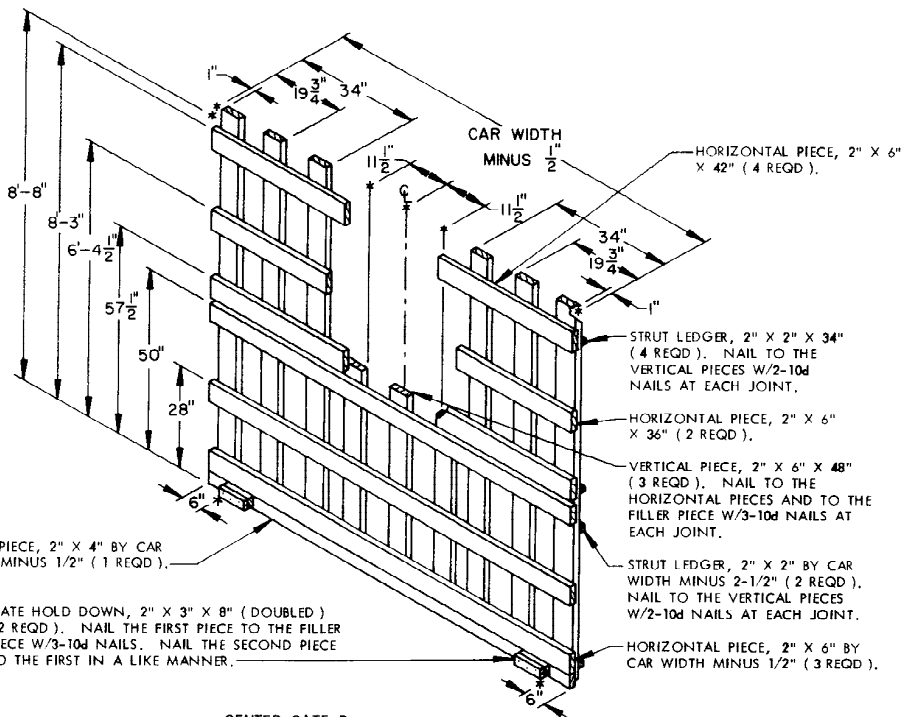 1"
19 3/4"
34"
CAR WIDTH
MINUS 1/2"
11 1/2"
℄
11 1/2"
34"
19 3/4"
1"
8'-8"
8'-3"
6'-4 1/2"
57 1/2"
50"
28"
6"
6"
HORIZONTAL PIECE, 2" X 6"
X 42" ( 4 REQD ).
STRUT LEDGER, 2" X 2" X 34"
( 4 REQD ). NAIL TO THE
VERTICAL PIECES W/2-10d
NAILS AT EACH JOINT.
HORIZONTAL PIECE, 2" X 6"
X 36" ( 2 REQD ).
VERTICAL PIECE, 2" X 6" X 48"
( 3 REQD ). NAIL TO THE
HORIZONTAL PIECES AND TO THE
FILLER PIECE W/3-10d NAILS AT
EACH JOINT.
STRUT LEDGER, 2" X 2" BY CAR
WIDTH MINUS 2-1/2" ( 2 REQD ).
NAIL TO THE VERTICAL PIECES
W/2-10d NAILS AT EACH JOINT.
HORIZONTAL PIECE, 2" X 6" BY
CAR WIDTH MINUS 1/2" ( 3 REQD ).
PIECE, 2" X 4" BY CAR
MINUS 1/2" ( 1 REQD ).
ATE HOLD DOWN, 2" X 3" X 8" ( DOUBLED )
2 REQD ). NAIL THE FIRST PIECE TO THE FILLER
ECE W/3-10d NAILS. NAIL THE SECOND PIECE
O THE FIRST IN A LIKE MANNER.